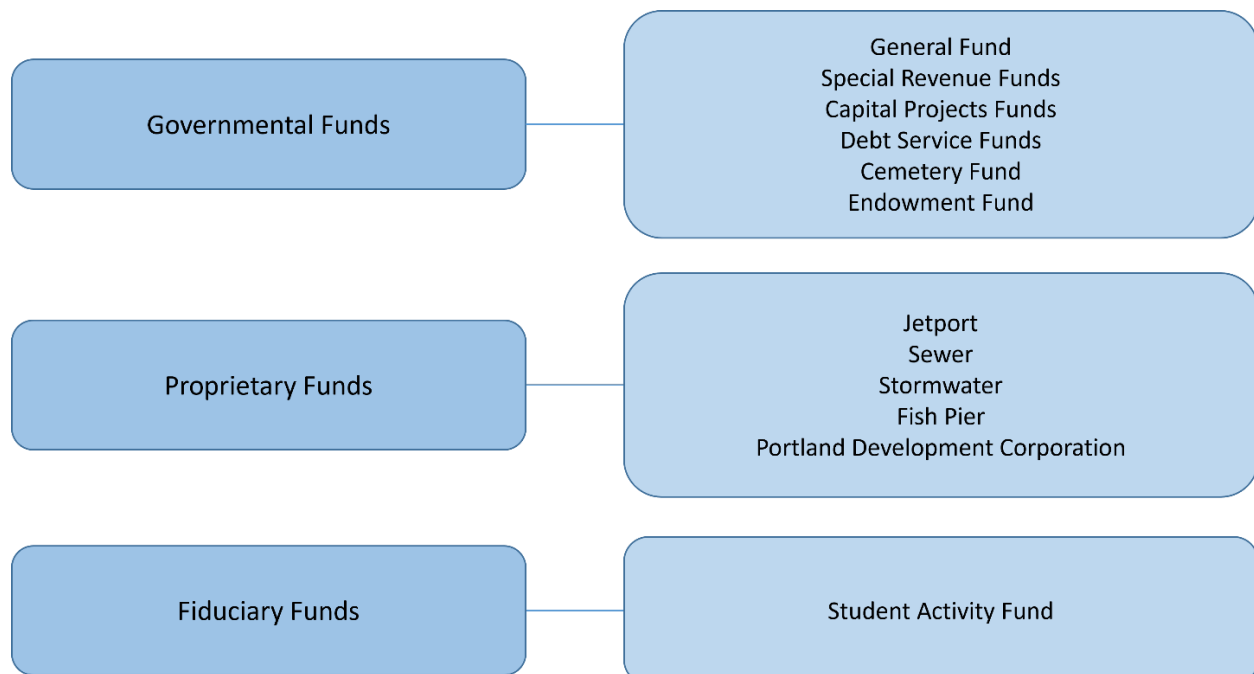 Governmental Funds
General Fund
Special Revenue Funds
Capital Projects Funds
Debt Service Funds
Cemetery Fund
Endowment Fund
Proprietary Funds
Jetport
Sewer
Stormwater
Fish Pier
Portland Development Corporation
Fiduciary Funds
Student Activity Fund